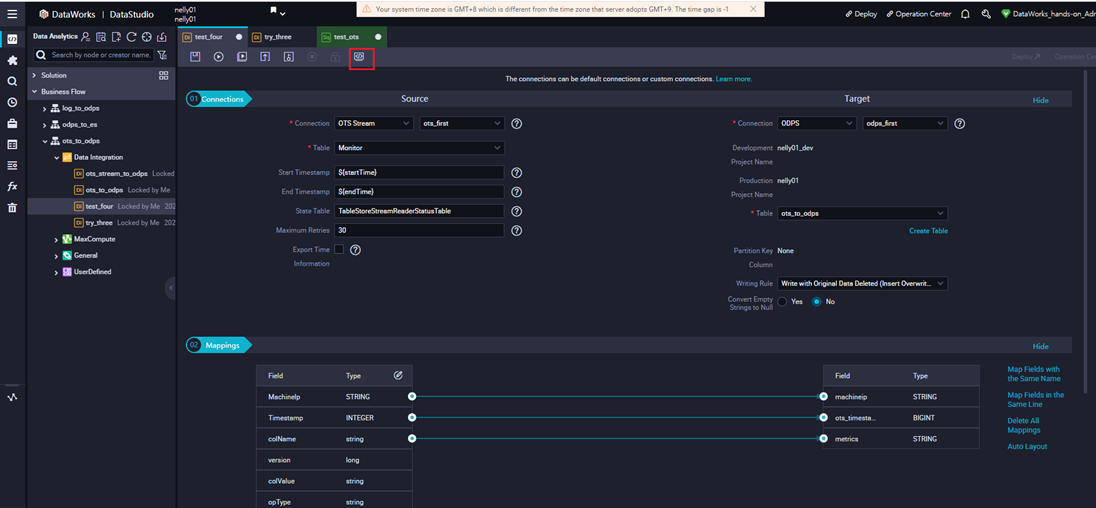 DataWorks | DataStudio
nelly01
nelly01
Your system time zone is GMT+8 which is different from the time zone that server adopts GMT+9. The time gap is -1
Deploy
Operation Center
DataWorks_hands-on_Adn
Data Analytics
Search by node or creator name.
Solution
Business Flow
log_to_odps
odps_to_es
ots_to_odps
Data Integration
DI ots_stream_to_odps Locked
DI ots_to_odps Locked by Me
DI test_four Locked by Me 202
DI try_three Locked by Me 202
MaxCompute
General
UserDefined
DI test_four
DI try_three
Sq test_ots
Deploy
Operation Cen
The connections can be default connections or custom connections. Learn more.
01 Connections
Source
Target
Hide
* Connection OTS Stream ots_first
* Table Monitor
Start Timestamp ${startTime}
End Timestamp ${endTime}
State Table TableStoreStreamReaderStatusTable
Maximum Retries 30
Export Time
Information
* Connection ODPS odps_first
Development nelly01_dev
Project Name
Production nelly01
Project Name
* Table ots_to_odps
Create Table
Partition Key None
Column
Writing Rule Write with Original Data Deleted (Insert Overwrit...
Convert Empty
Strings to Null
Yes No
02 Mappings
Hide
Field Type
MachineIp STRING
Timestamp INTEGER
colName string
version long
colValue string
opType string
Field Type
machineip STRING
ots_timesta... BIGINT
metrics STRING
Map Fields with
the Same Name
Map Fields in the
Same Line
Delete All
Mappings
Auto Layout